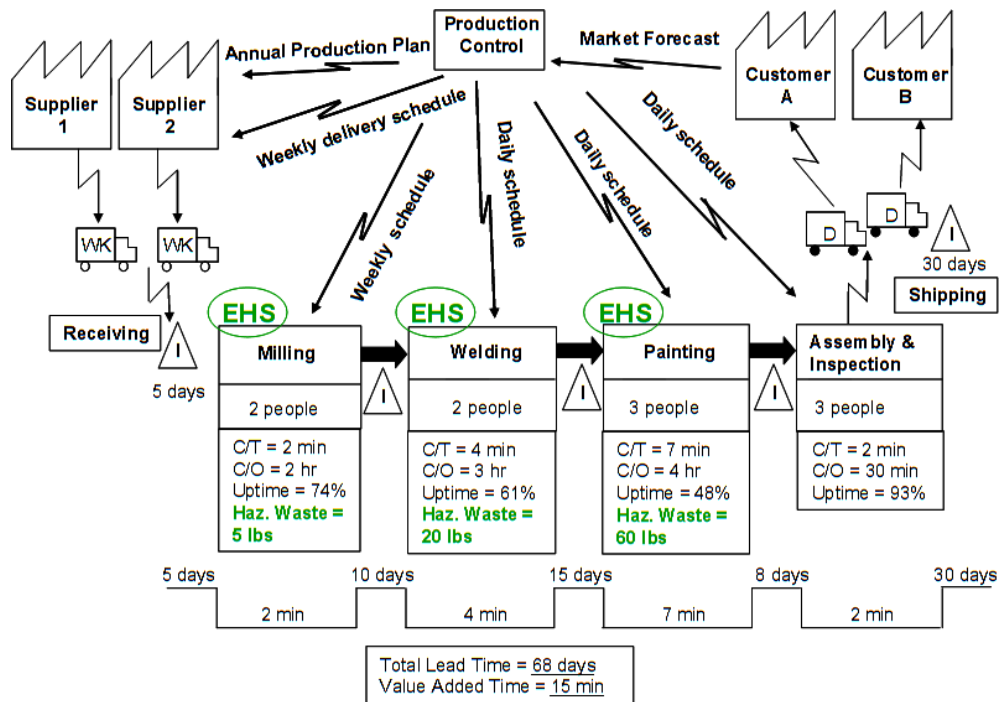 Production
Control
Annual Production Plan
Market Forecast
Supplier
1
Supplier
2
Customer
A
Customer
B
Weekly delivery schedule
Weekly schedule
Daily schedule
Daily schedule
Daily schedule
WK
WK
D
D
I
30 days
Shipping
Receiving
I
5 days
EHS
EHS
EHS
Milling
Welding
Painting
Assembly &
Inspection
I
I
I
2 people
2 people
3 people
3 people
C/T = 2 min
C/O = 2 hr
Uptime = 74%
Haz. Waste =
5 lbs
C/T = 4 min
C/O = 3 hr
Uptime = 61%
Haz. Waste =
20 lbs
C/T = 7 min
C/O = 4 hr
Uptime = 48%
Haz. Waste =
60 lbs
C/T = 2 min
C/O = 30 min
Uptime = 93%
5 days
10 days
15 days
8 days
30 days
2 min
4 min
7 min
2 min
Total Lead Time = 68 days
Value Added Time = 15 min